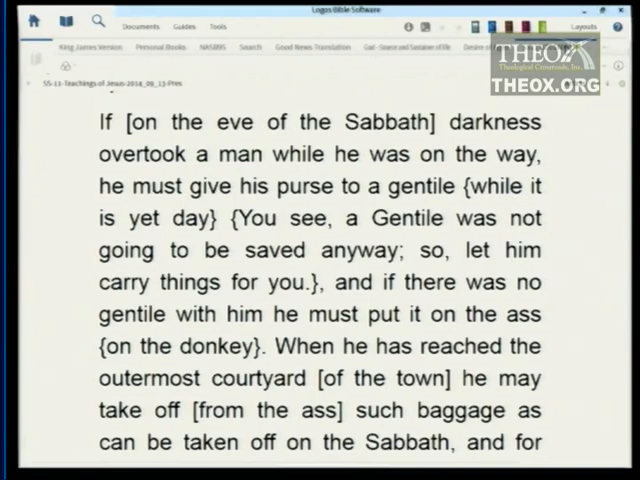 Logos Bible Software
Documents Guides Tools
Layouts
King James Version Personal Books NASB95 Search Good News Translation God - Source and Sustainer of life
THEOX
Theological Crossroads, Inc.
THEOX.ORG
SS-11-Teachings of Jesus-2014_09_13-Pres
If [on the eve of the Sabbath] darkness
overtook a man while he was on the way,
he must give his purse to a gentile {while it
is yet day} {You see, a Gentile was not
going to be saved anyway; so, let him
carry things for you.}, and if there was no
gentile with him he must put it on the ass
{on the donkey}. When he has reached the
outermost courtyard [of the town] he may
take off [from the ass] such baggage as
can be taken off on the Sabbath, and for